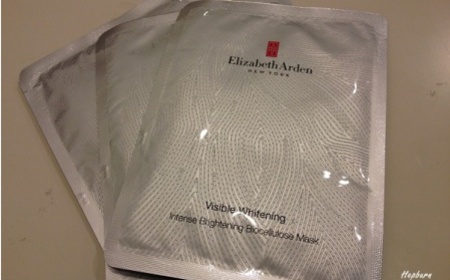 Elizabeth Arden
NEW YORK
Visible Whitening
Intense Brightening Biocellulose Mask
Hepburn